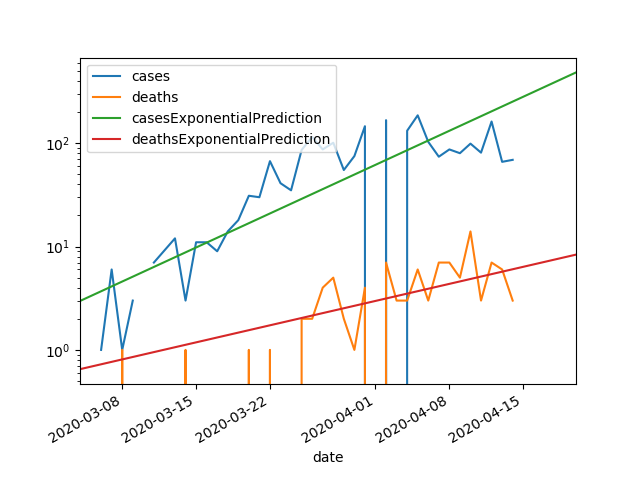 cases
deaths
casesExponentialPrediction
deathsExponentialPrediction
10²
10¹
10⁰
2020-03-08
2020-03-15
2020-03-22
2020-04-01
2020-04-08
2020-04-15
date